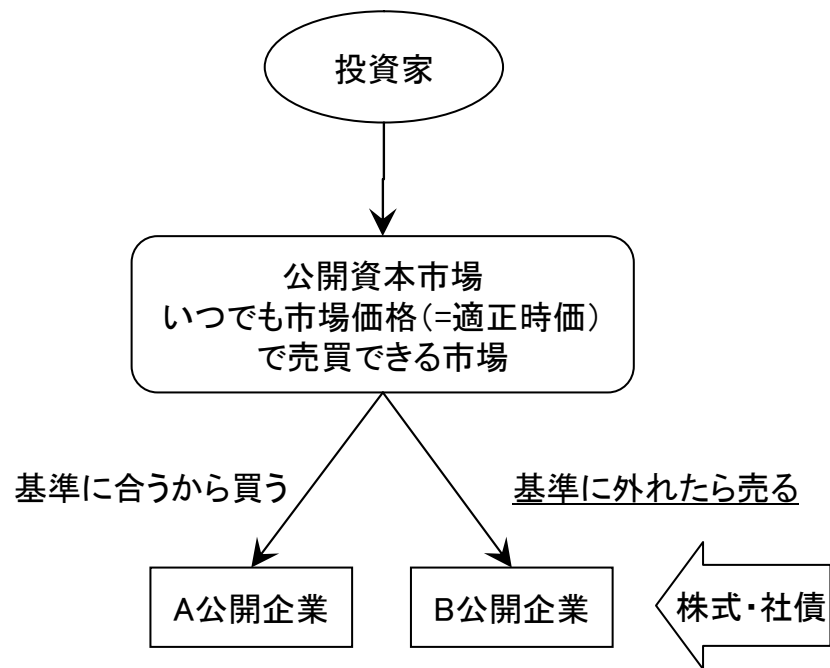 投資家
公開資本市場
いつでも市場価格（=適正時価）
で売買できる市場
基準に合うから買う
基準に外れたら売る
A公開企業
B公開企業
株式・社債